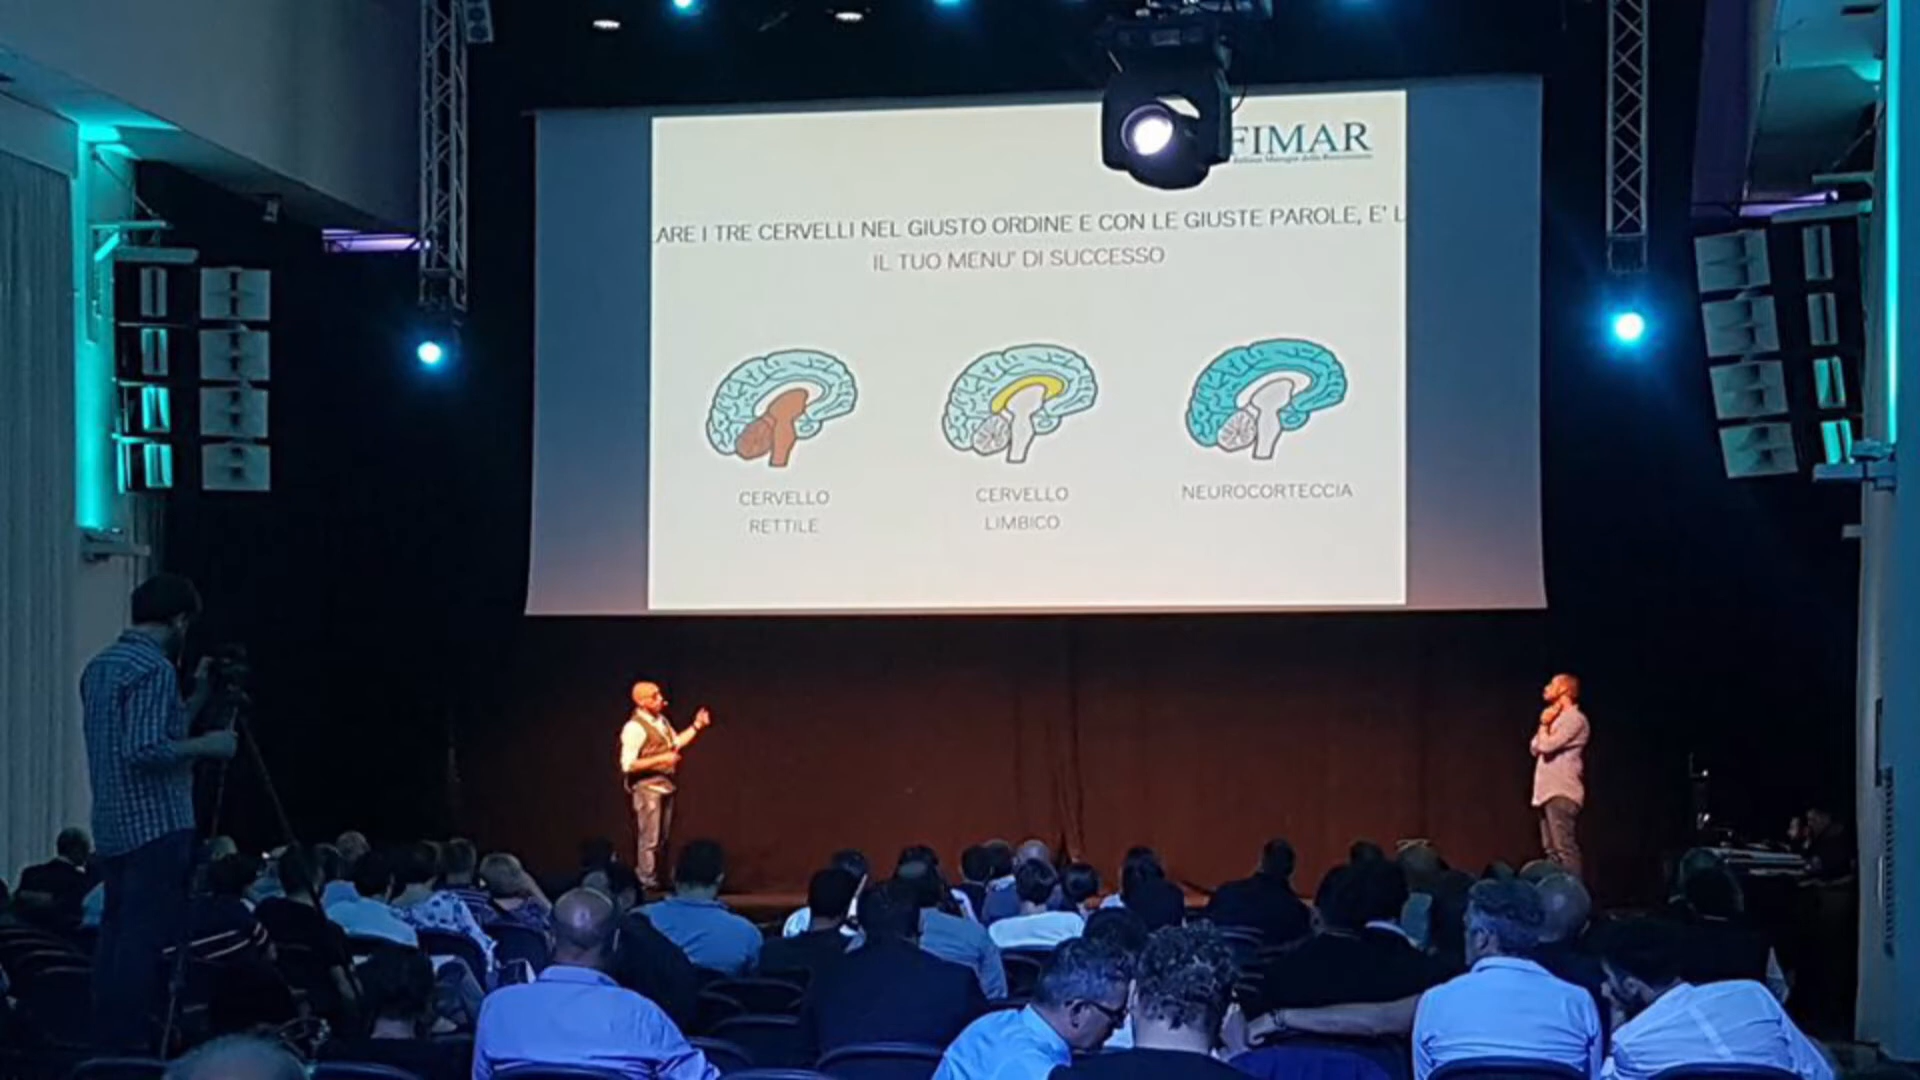 FIMAR
ARE I TRE CERVELLI NEL GIUSTO ORDINE E CON LE GIUSTE PAROLE, E' L
IL TUO MENU' DI SUCCESSO
CERVELLO
RETTILE
CERVELLO
LIMBICO
NEUROCORTECCIA